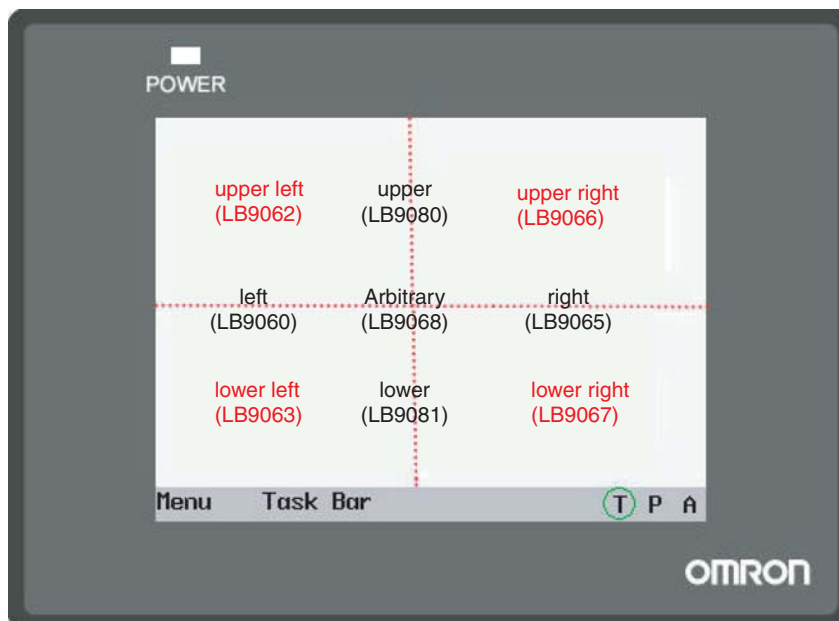 POWER
upper left
(LB9062)
upper
(LB9080)
upper right
(LB9066)
left
(LB9060)
Arbitrary
(LB9068)
right
(LB9065)
lower left
(LB9063)
lower
(LB9081)
lower right
(LB9067)
Menu Task Bar T P A
OMRON